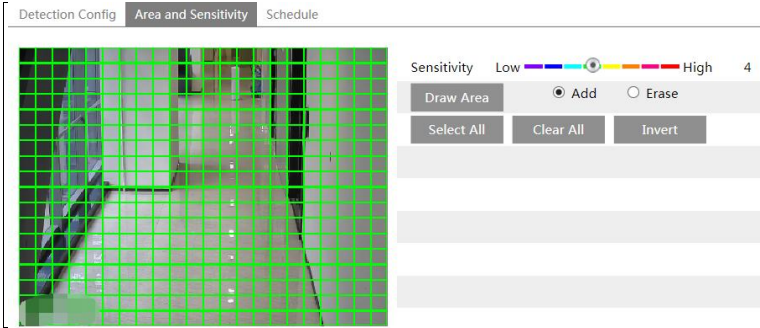 Detection Config Area and Sensitivity Schedule
Sensitivity Low High 4
Draw Area Add Erase
Select All Clear All Invert